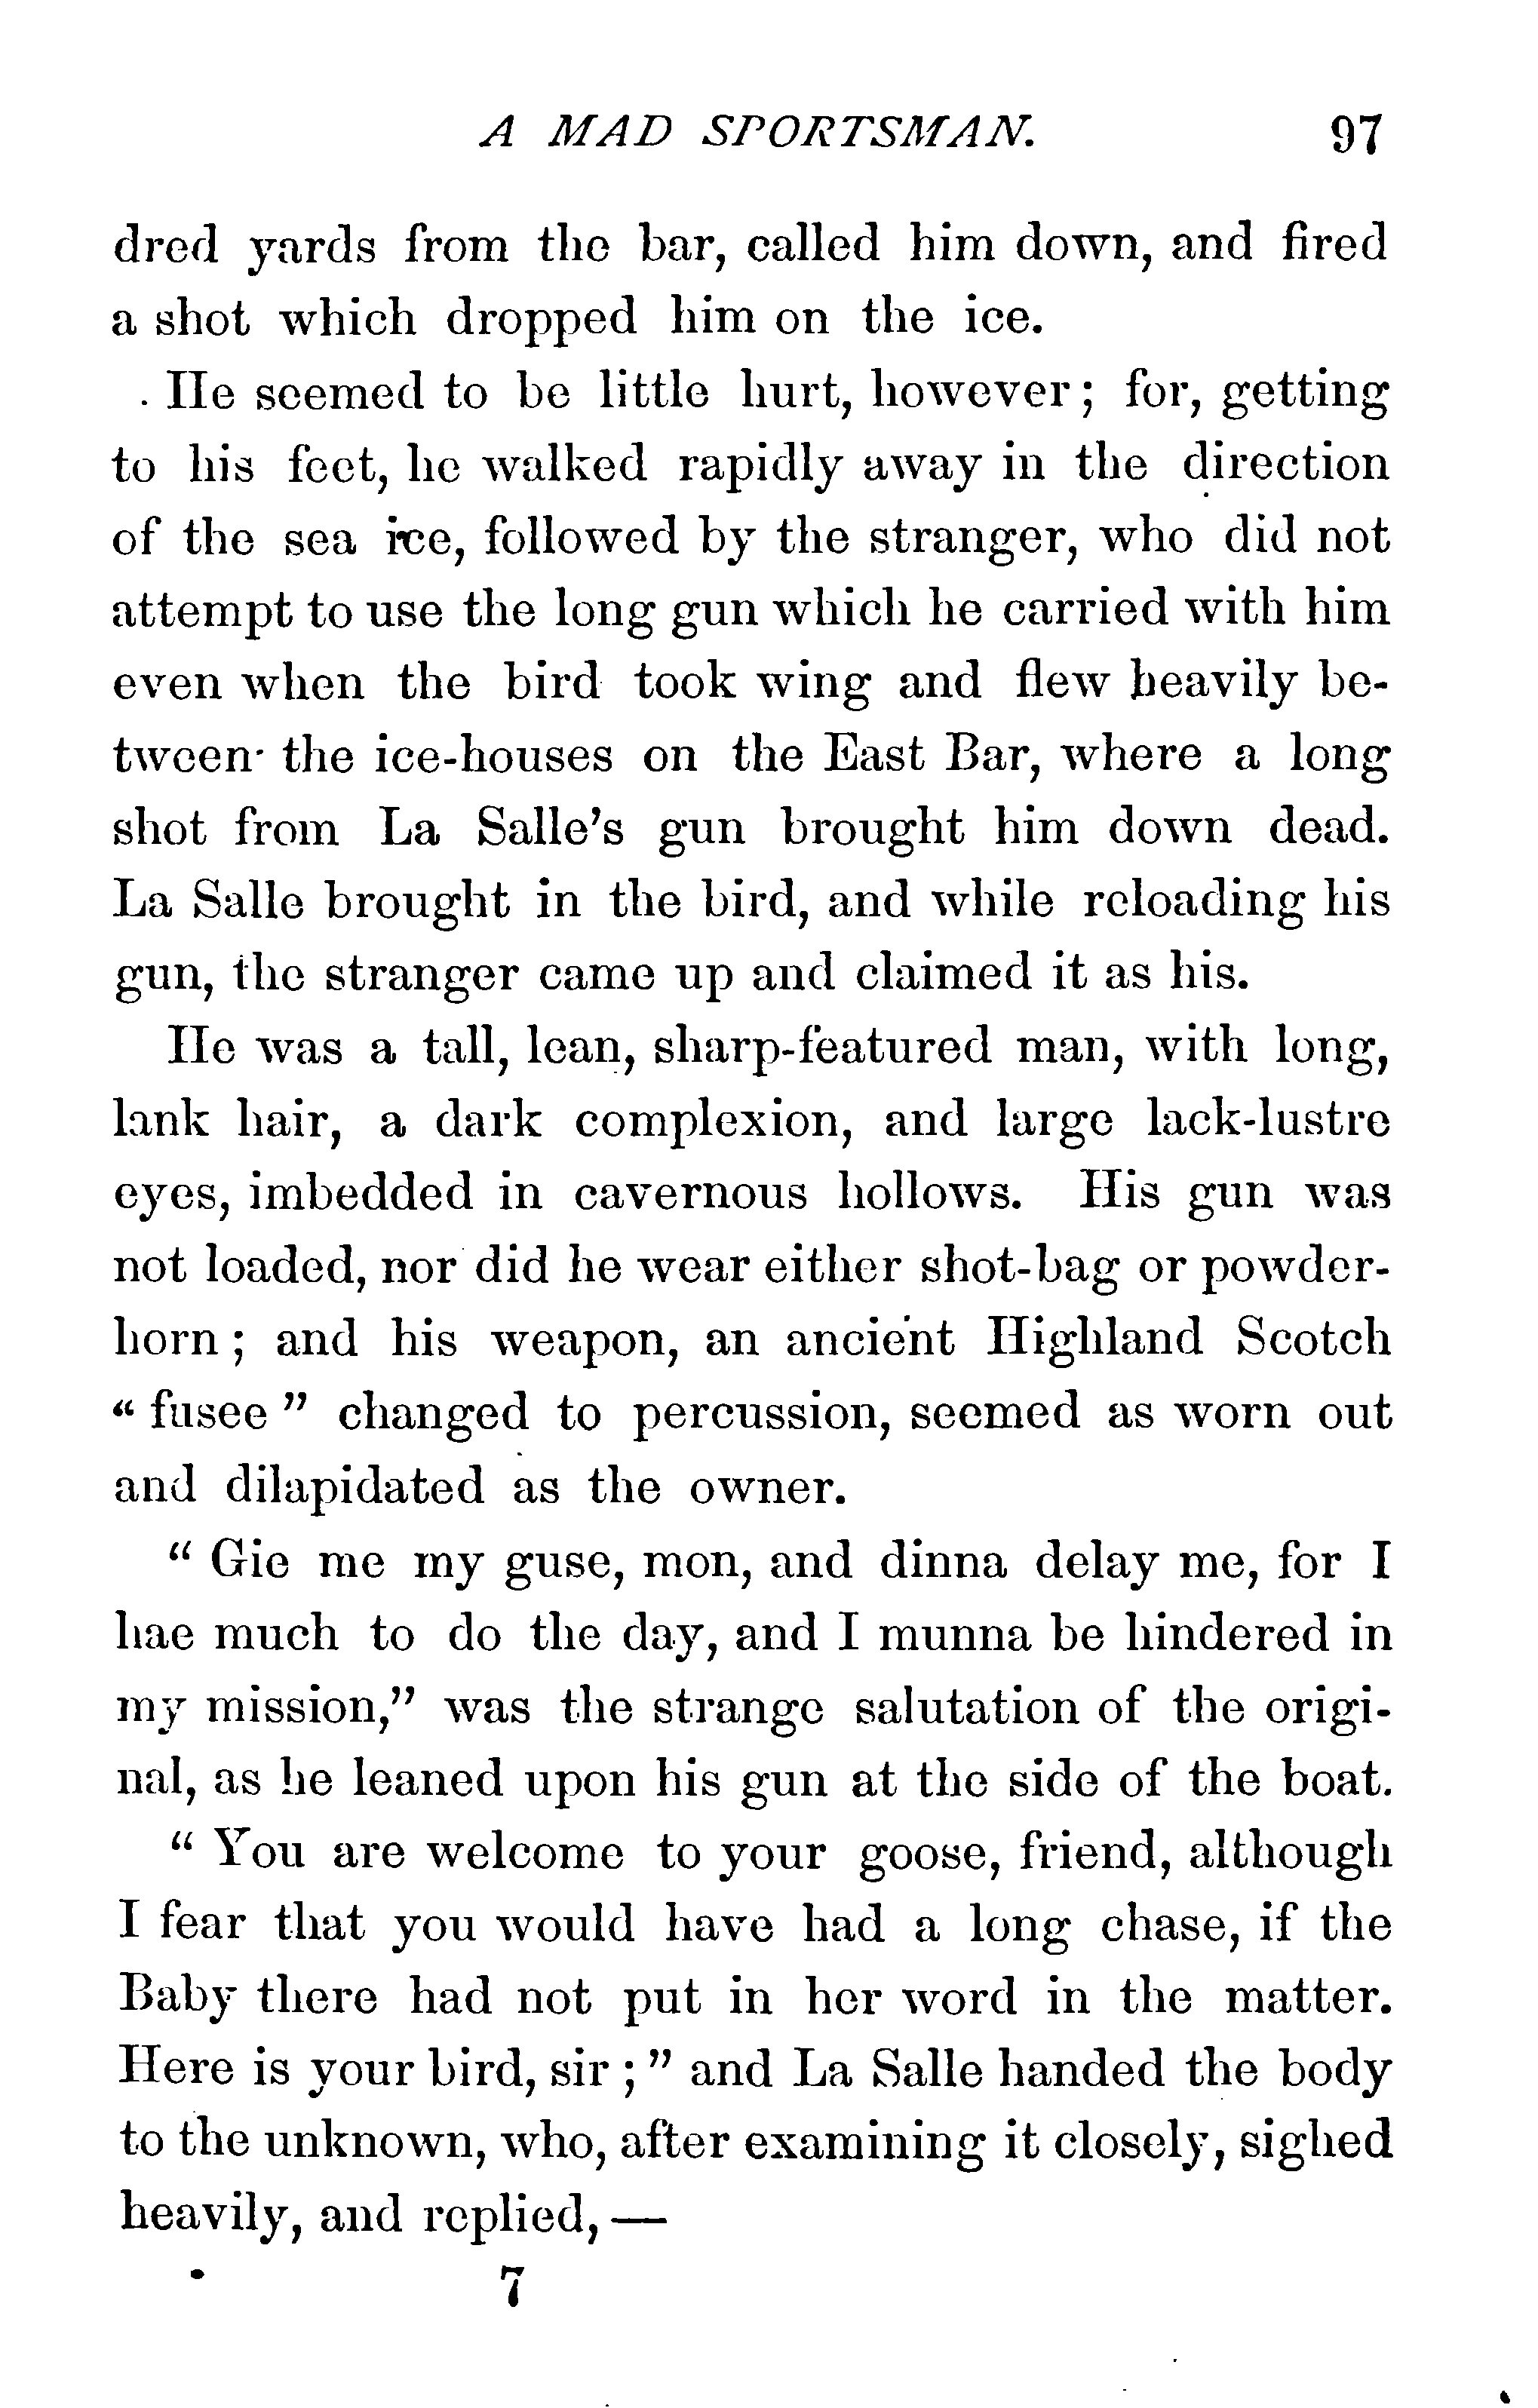 A MAD SPORTSMAN. 97
dred yards from the bar, called him down, and fired
a shot which dropped him on the ice.
He seemed to be little hurt, however; for, getting
to his feet, he walked rapidly away in the direction
of the sea ice, followed by the stranger, who did not
attempt to use the long gun which he carried with him
even when the bird took wing and flew heavily be-
tween the ice-houses on the East Bar, where a long
shot from La Salle's gun brought him down dead.
La Salle brought in the bird, and while reloading his
gun, the stranger came up and claimed it as his.
He was a tall, lean, sharp-featured man, with long,
lank hair, a dark complexion, and large lack-lustre
eyes, imbedded in cavernous hollows. His gun was
not loaded, nor did he wear either shot-bag or powder-
horn; and his weapon, an ancient Highland Scotch
"fusee" changed to percussion, seemed as worn out
and dilapidated as the owner.
"Gie me my guse, mon, and dinna delay me, for I
hae much to do the day, and I munna be hindered in
my mission," was the strange salutation of the origi-
nal, as he leaned upon his gun at the side of the boat.
"You are welcome to your goose, friend, although
I fear that you would have had a long chase, if the
Baby there had not put in her word in the matter.
Here is your bird, sir;" and La Salle handed the body
to the unknown, who, after examining it closely, sighed
heavily, and replied,—
7